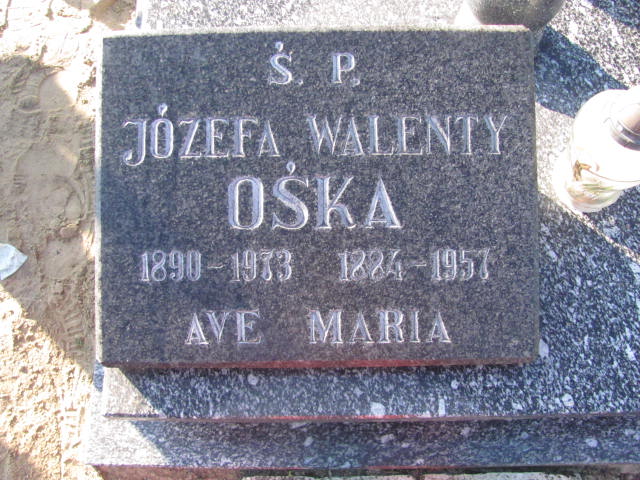 Ś. P.
JÓZEFA WALENTY
OŚKA
1890-1973 1884-1957
AVE MARIA